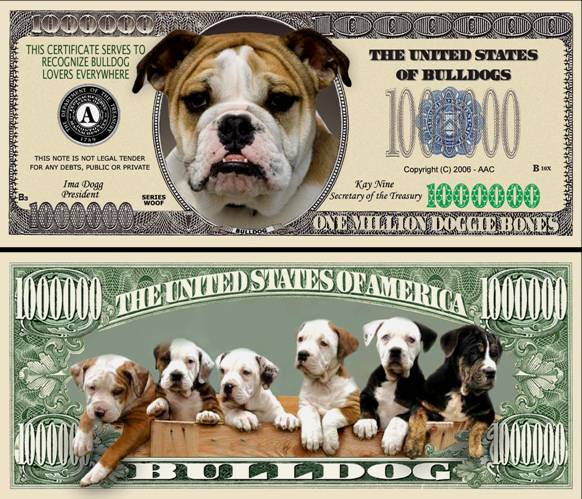 1000000
1000000
THIS CERTIFICATE SERVES TO
RECOGNIZE BULLDOG
LOVERS EVERYWHERE
THE UNITED STATES
OF BULLDOGS
THE DEPARTMENT OF THE TREASURY
A
1789
100 000
Copyright (C) 2006 - AAC
B 10X
THIS NOTE IS NOT LEGAL TENDER
FOR ANY DEBTS, PUBLIC OR PRIVATE
Ima Dogg
President
SERIES
WOOF
Kay Nine
Secretary of the Treasury
1000000
B3
1000000
BULLDOG
ONE MILLION DOGGIE BONES
1000000
THE UNITED STATES OF AMERICA
1000000
1000000
1000000
BULLDOG